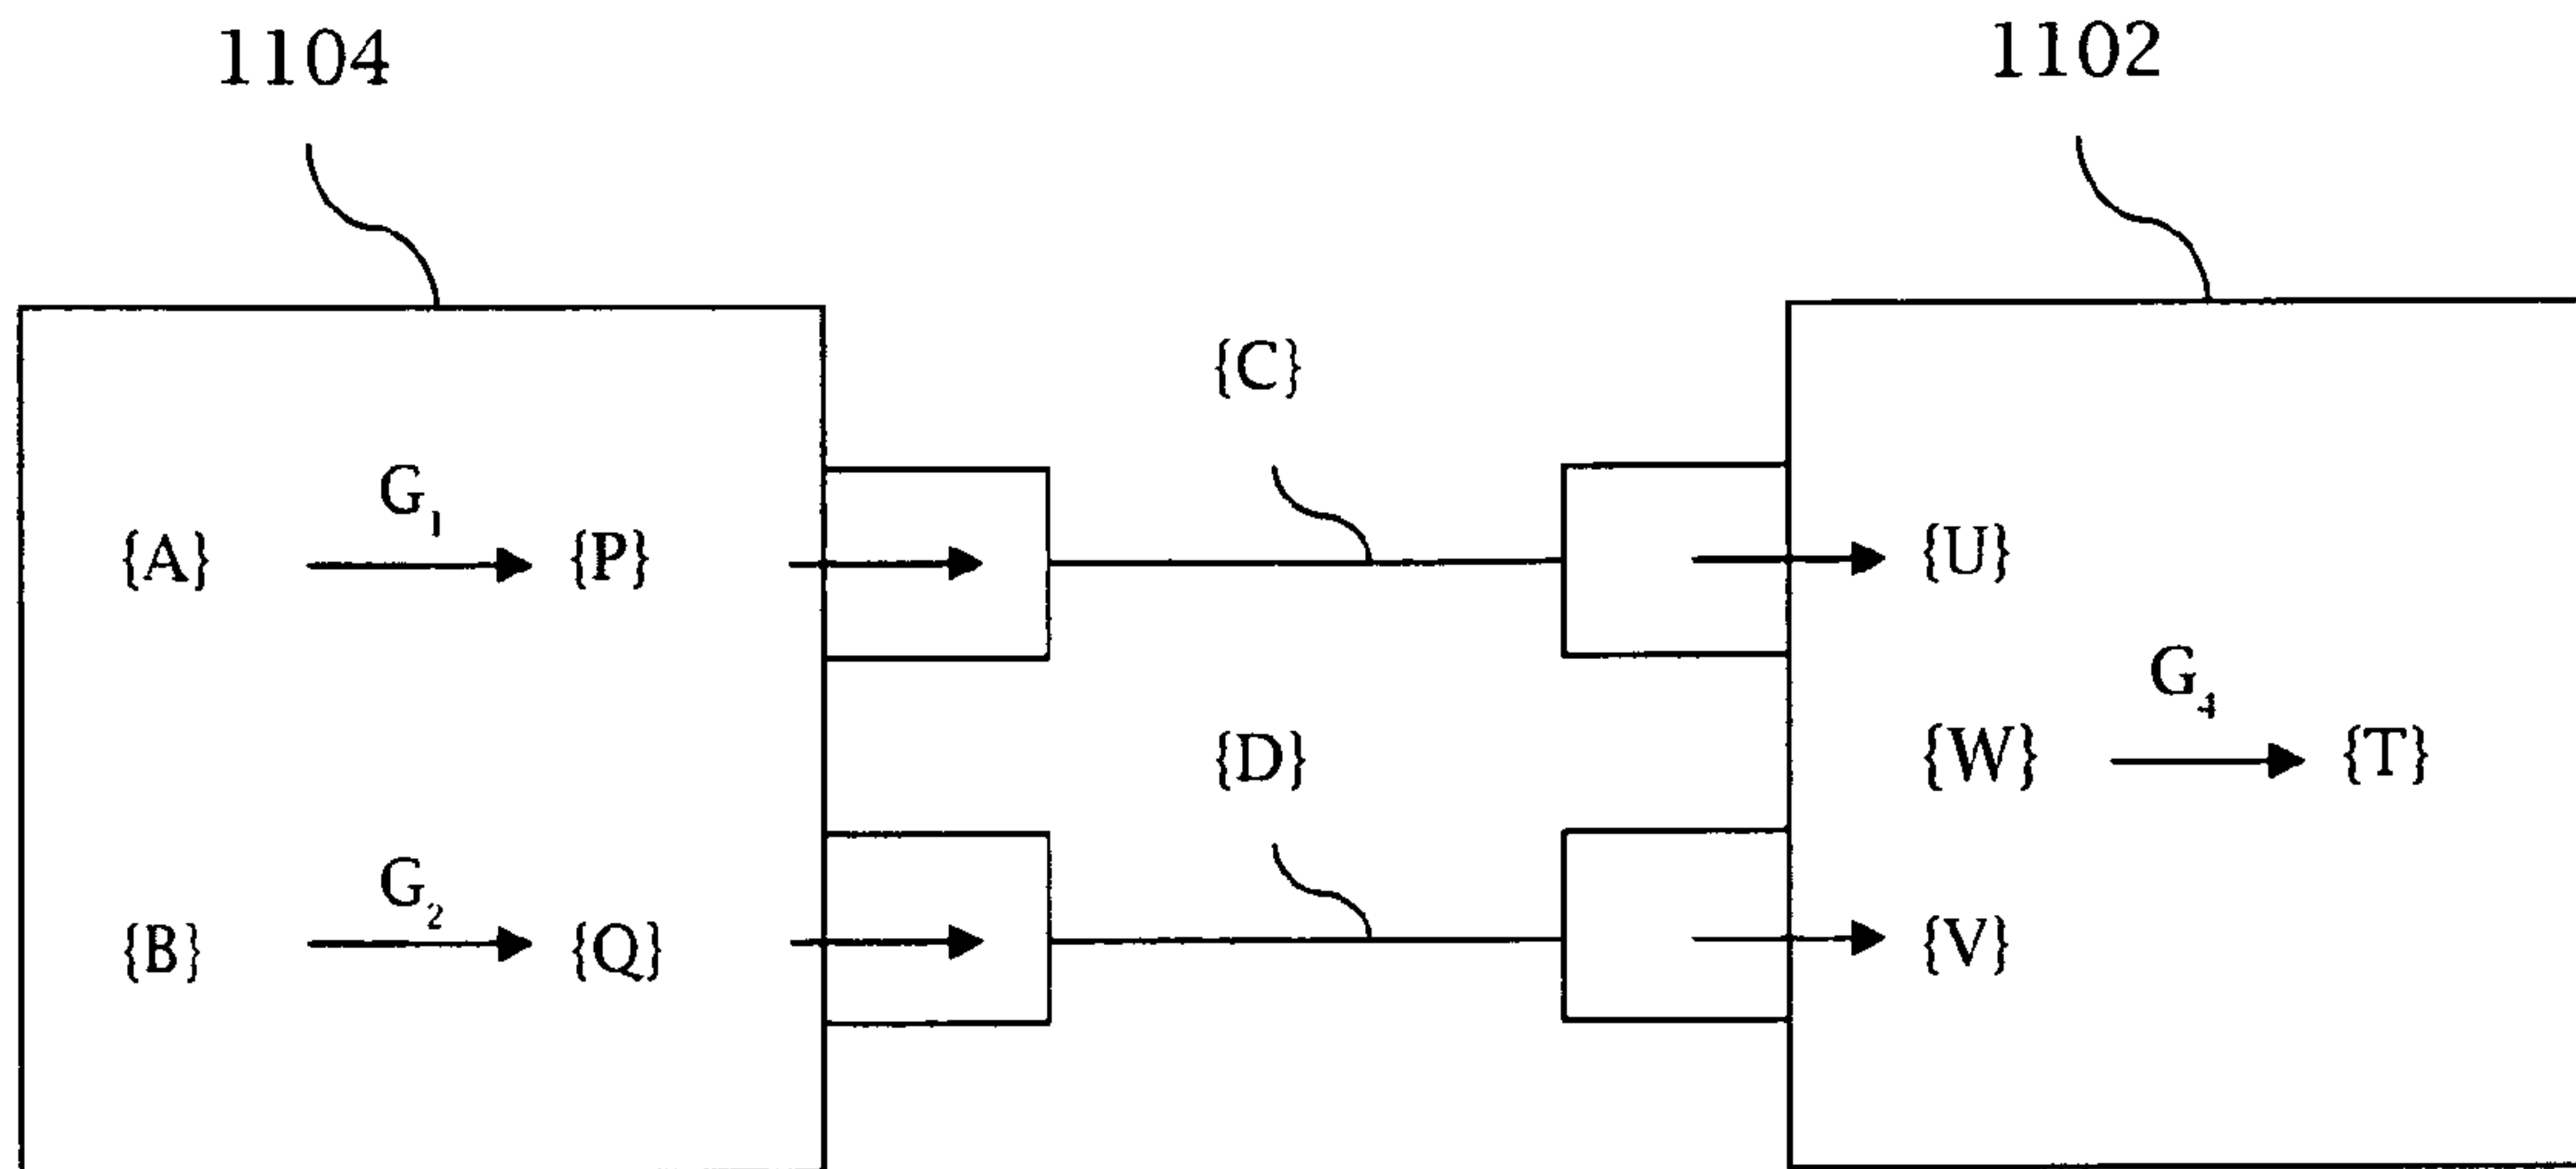 1104
1102
{C}
G₁
{A}
{P}
{U}
G₄
{D}
{W}
{T}
G₂
{B}
{Q}
{V}